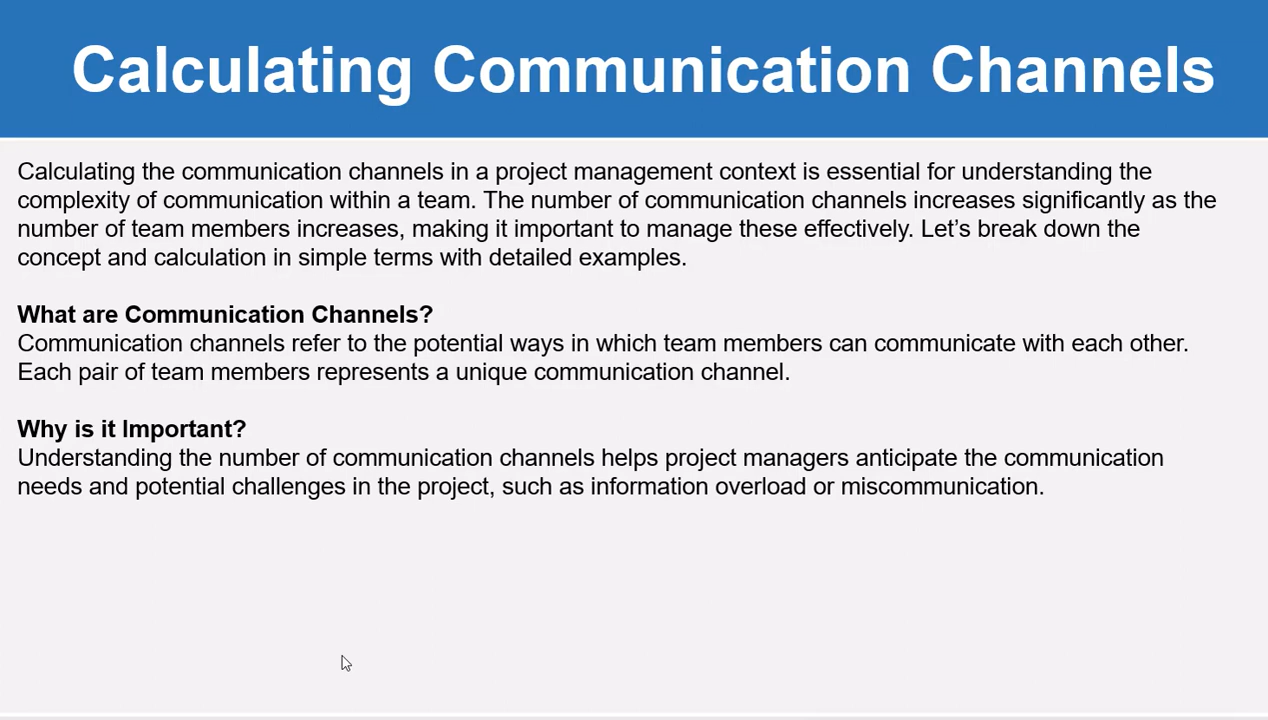 Calculating Communication Channels
Calculating the communication channels in a project management context is essential for understanding the
complexity of communication within a team. The number of communication channels increases significantly as the
number of team members increases, making it important to manage these effectively. Let’s break down the
concept and calculation in simple terms with detailed examples.
What are Communication Channels?
Communication channels refer to the potential ways in which team members can communicate with each other.
Each pair of team members represents a unique communication channel.
Why is it Important?
Understanding the number of communication channels helps project managers anticipate the communication
needs and potential challenges in the project, such as information overload or miscommunication.